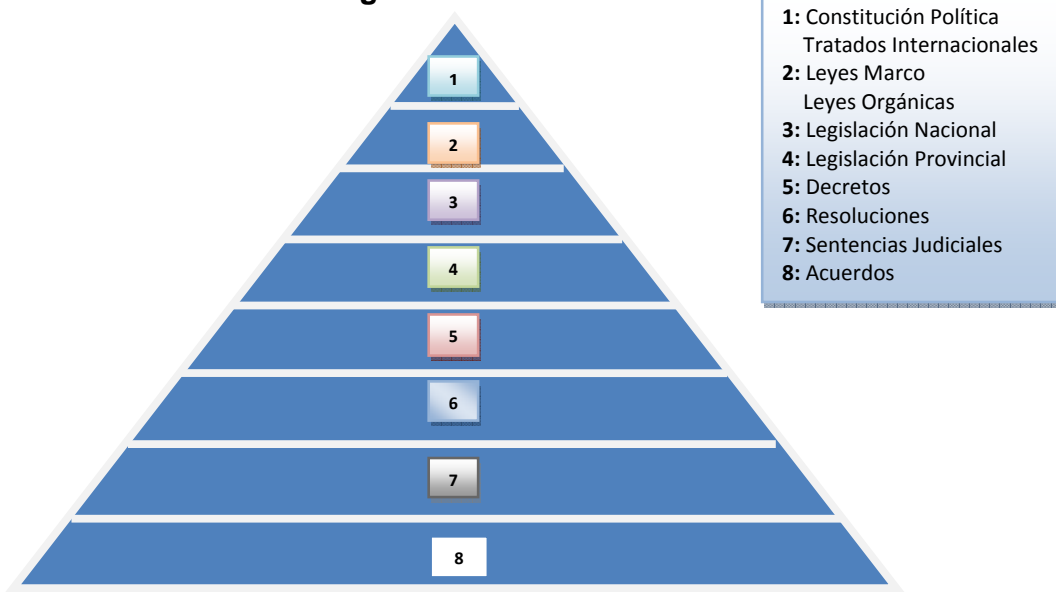 1
2
3
4
5
6
7
8
1: Constitución Política
Tratados Internacionales
2: Leyes Marco
Leyes Orgánicas
3: Legislación Nacional
4: Legislación Provincial
5: Decretos
6: Resoluciones
7: Sentencias Judiciales
8: Acuerdos